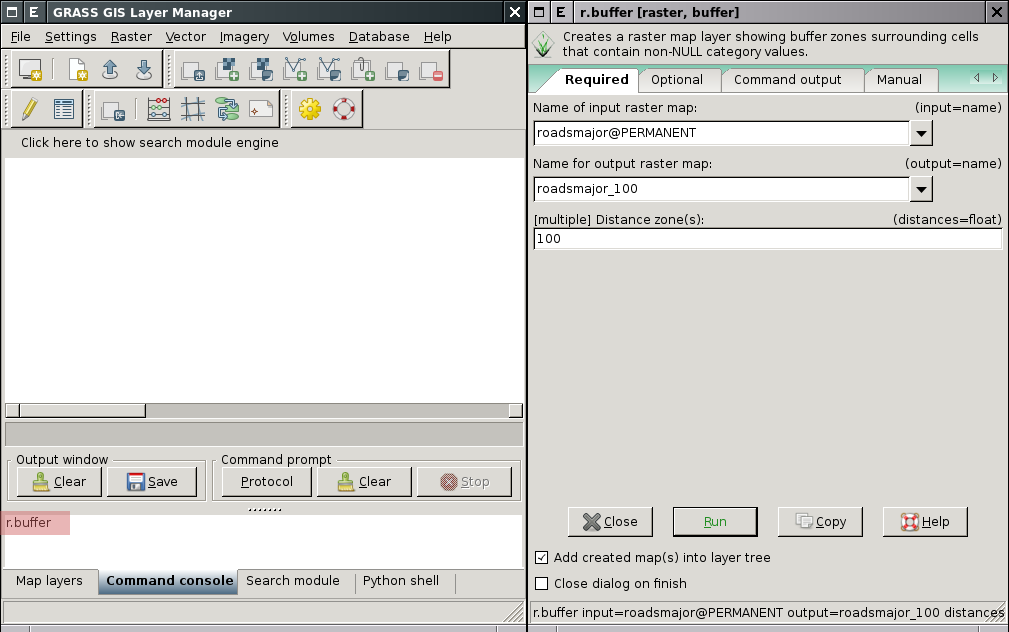 E GRASS GIS Layer Manager
File Settings Raster Vector Imagery Volumes Database Help
Click here to show search module engine
Output window
Clear Save
Command prompt
Protocol Clear Stop
r.buffer
Map layers Command console Search module Python shell
E r.buffer [raster, buffer]
Creates a raster map layer showing buffer zones surrounding cells
that contain non-NULL category values.
Required Optional Command output Manual
Name of input raster map: (input=name)
roadsmajor@PERMANENT
Name for output raster map: (output=name)
roadsmajor_100
[multiple] Distance zone(s): (distances=float)
100
Close Run Copy Help
Add created map(s) into layer tree
Close dialog on finish
r.buffer input=roadsmajor@PERMANENT output=roadsmajor_100 distances